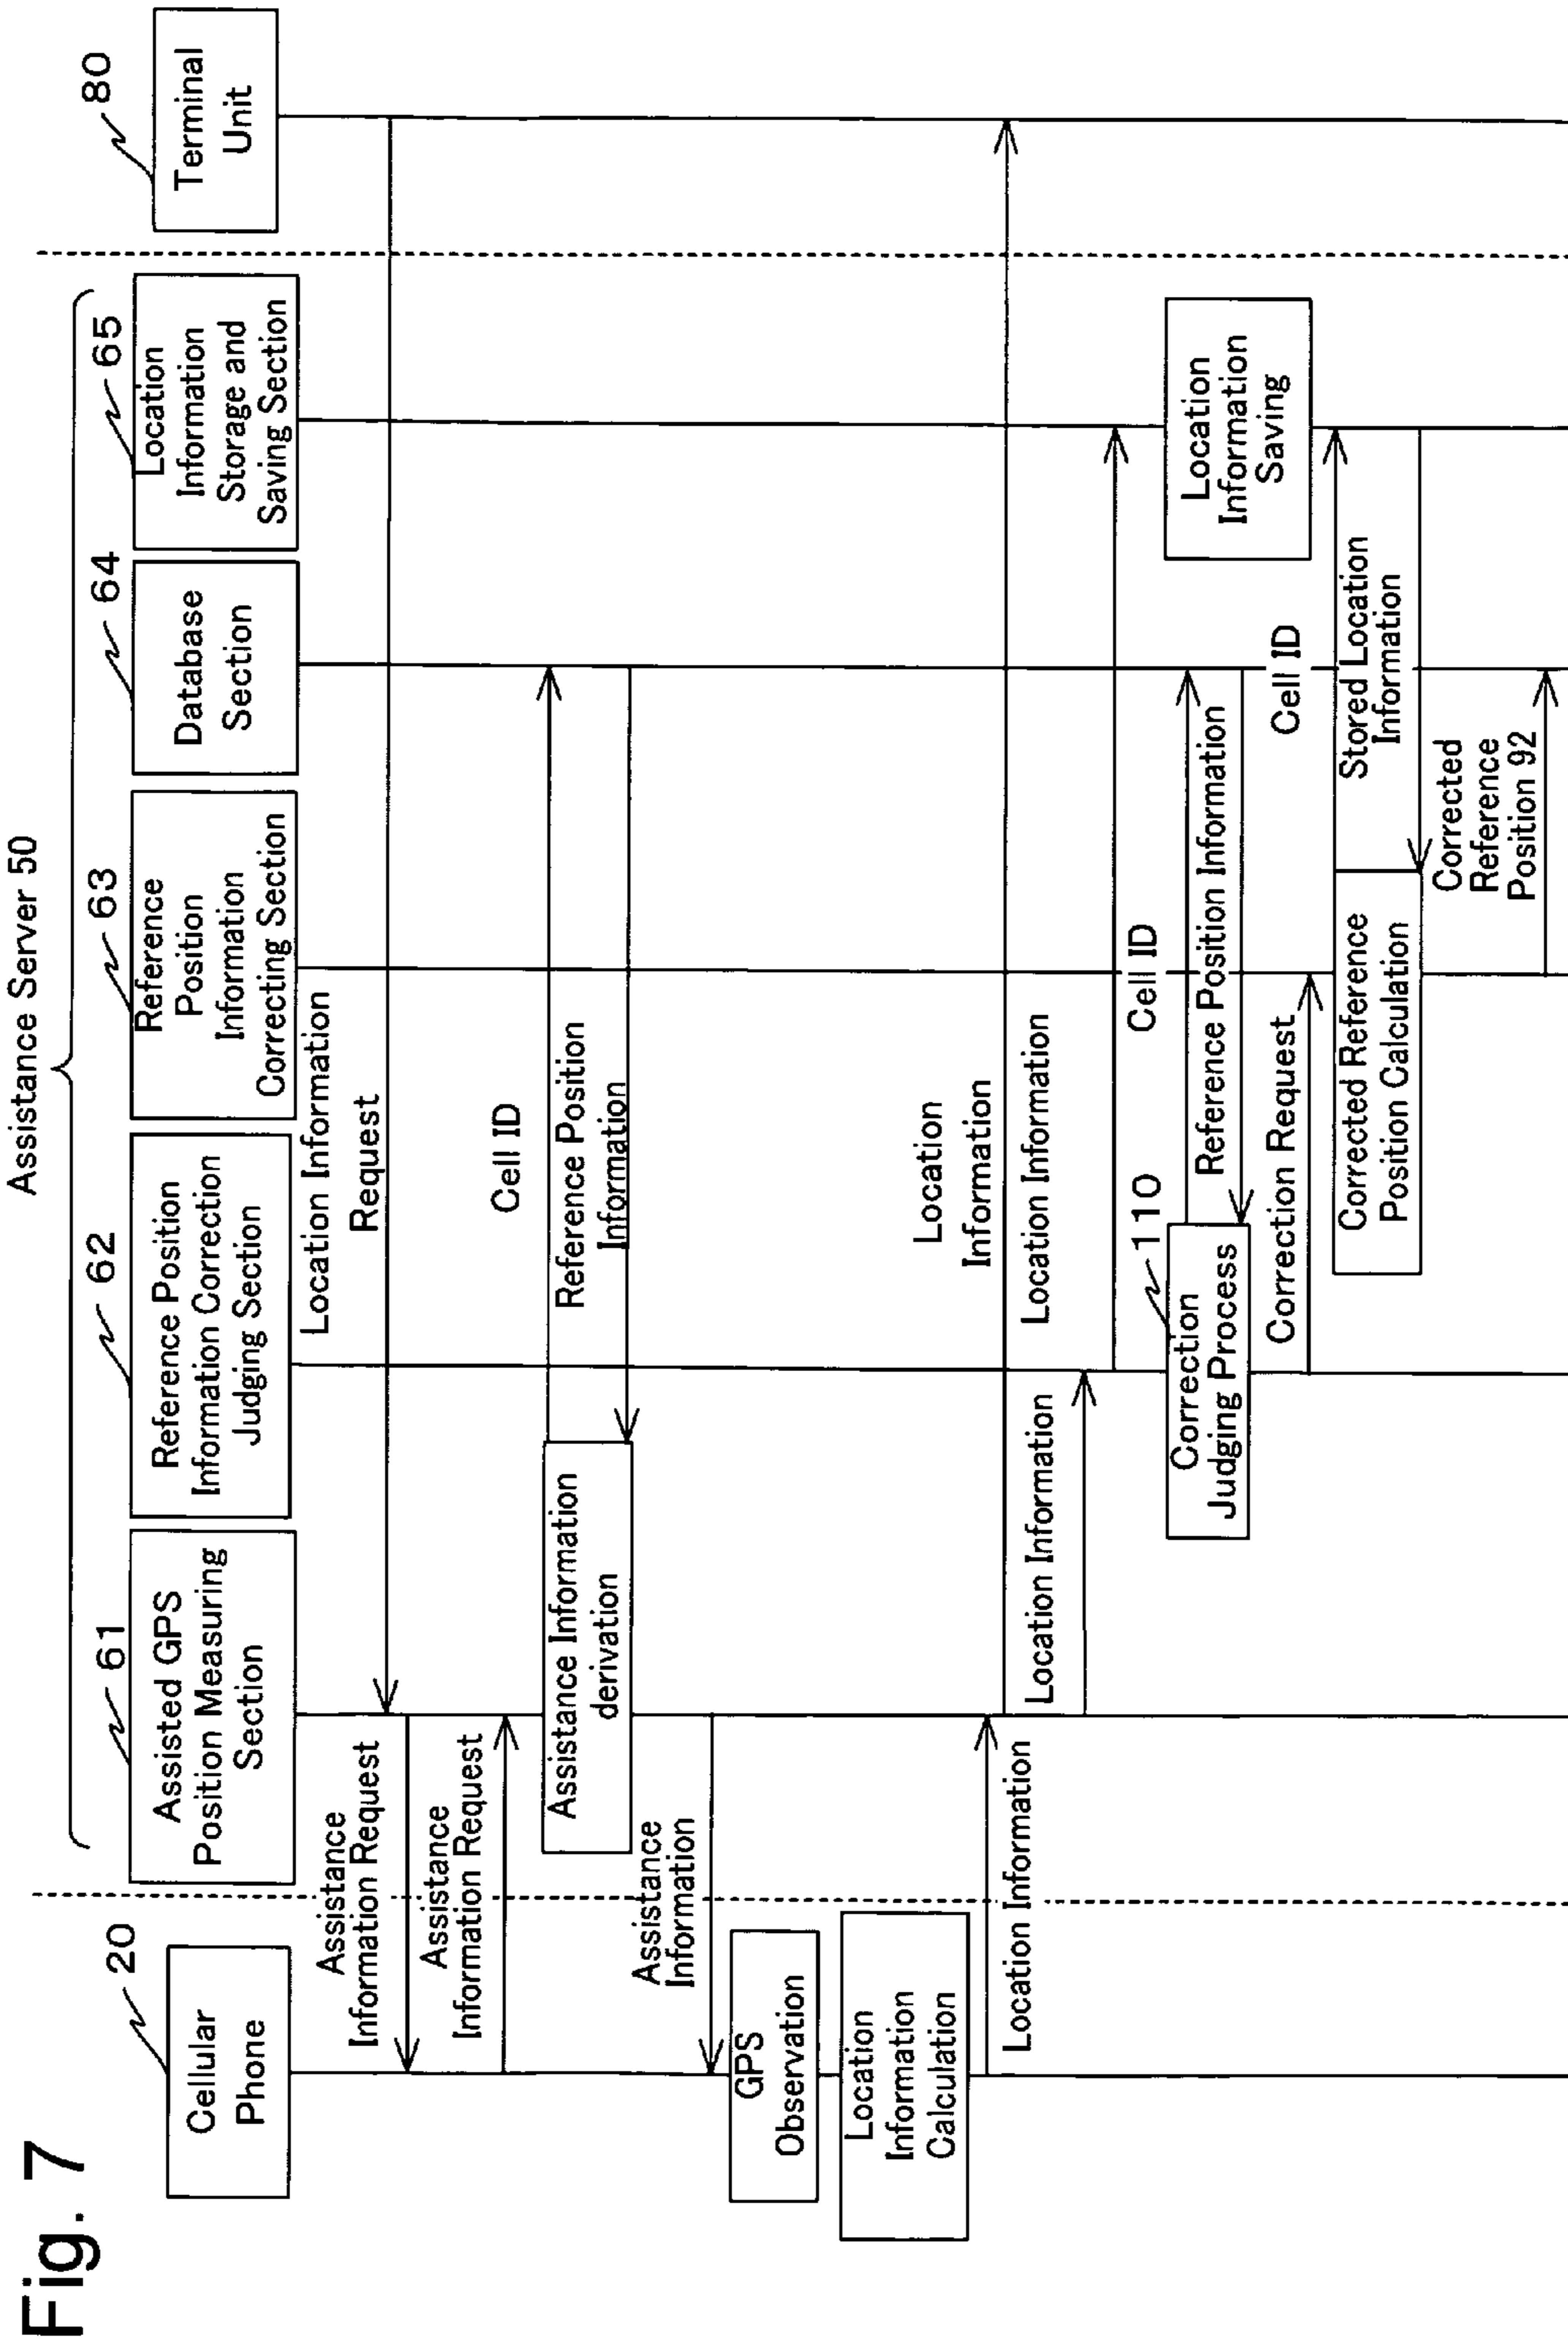 Fig. 7
Assistance Server 50
20
61
62
63
64
65
80
Cellular
Phone
Assisted GPS
Position Measuring
Section
Reference Position
Information Correction
Judging Section
Reference
Position
Information
Correcting Section
Database
Section
Location
Information
Storage and
Saving Section
Terminal
Unit
Location Information
Request
Assistance
Information Request
Assistance
Information Request
Cell ID
Assistance Information
derivation
Reference Position
Information
Assistance
Information
GPS
Observation
Location
Information
Calculation
Location Information
Location
Information
Location Information
Location Information
110
Correction
Judging Process
Cell ID
Reference Position Information
Location
Information
Saving
Correction Request
Cell ID
Corrected Reference
Position Calculation
Stored Location
Information
Corrected
Reference
Position 92